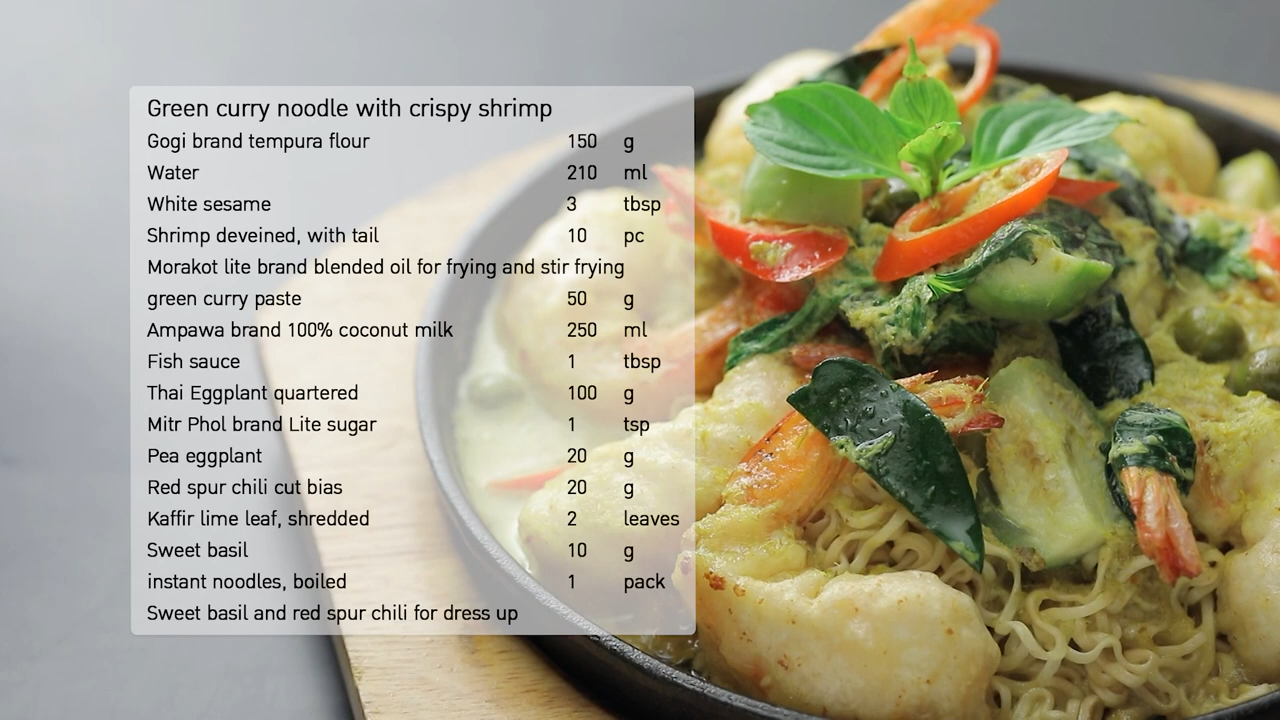 Green curry noodle with crispy shrimp
Gogi brand tempura flour 150 g
Water 210 ml
White sesame 3 tbsp
Shrimp deveined, with tail 10 pc
Morakot lite brand blended oil for frying and stir frying
green curry paste 50 g
Ampawa brand 100% coconut milk 250 ml
Fish sauce 1 tbsp
Thai Eggplant quartered 100 g
Mitr Phol brand Lite sugar 1 tsp
Pea eggplant 20 g
Red spur chili cut bias 20 g
Kaffir lime leaf, shredded 2 leaves
Sweet basil 10 g
instant noodles, boiled 1 pack
Sweet basil and red spur chili for dress up